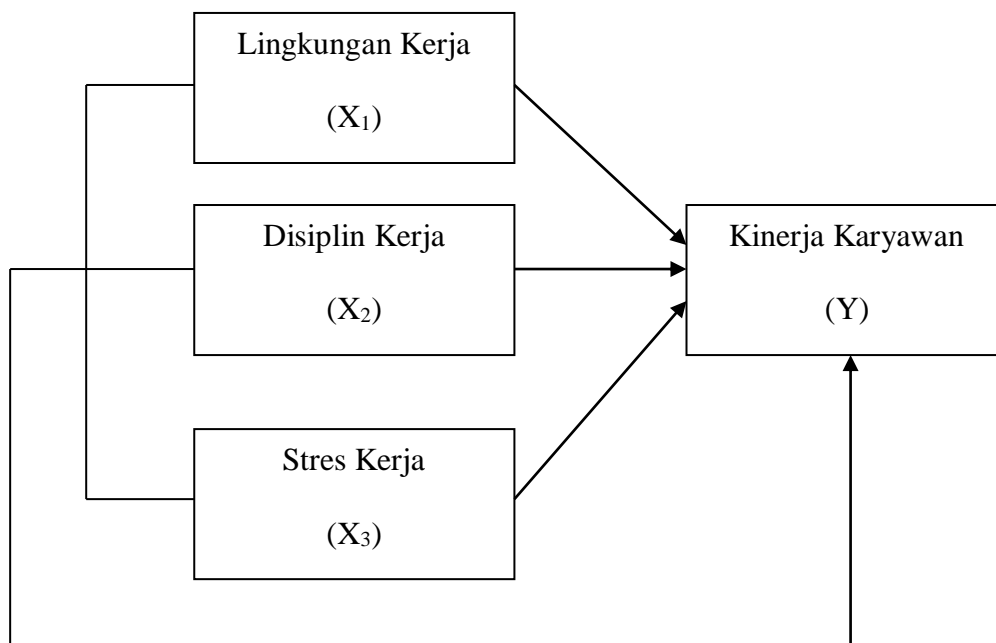 Lingkungan Kerja
(X₁)
Disiplin Kerja
(X₂)
Kinerja Karyawan
(Y)
Stres Kerja
(X₃)